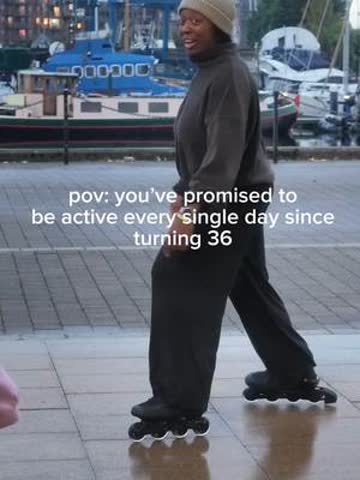 pov: you’ve promised to
be active every single day since
turning 36